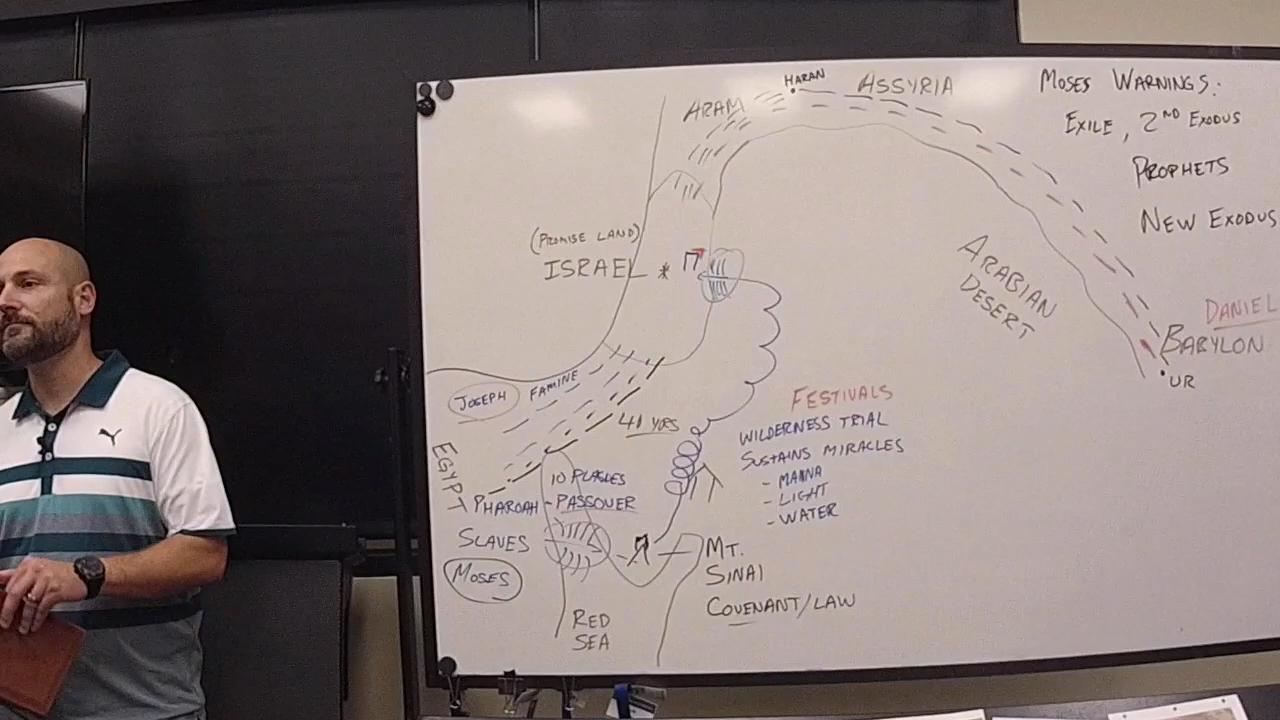 HARAN
ASSYRIA
ARAM
MOSES WARNINGS:
EXILE, 2ND EXODUS
PROPHETS
NEW EXODUS
(PROMISE LAND)
ISRAEL *
ARABIAN
DESERT
DANIEL
BABYLON
UR
JOSEPH
FAMINE
40 YRS
EGYPT
10 PLAGUES
PHAROAH - PASSOVER
SLAVES
MOSES
RED
SEA
FESTIVALS
WILDERNESS TRIAL
SUSTAINS MIRACLES
- MANNA
- LIGHT
- WATER
MT.
SINAI
COVENANT/LAW